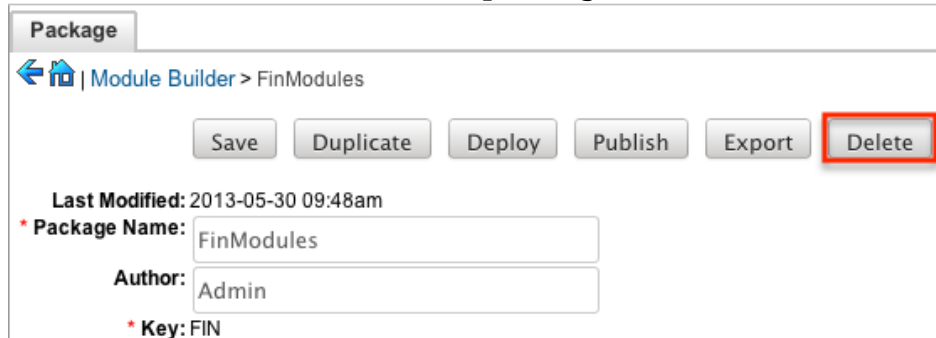 Package
| Module Builder > FinModules
Save Duplicate Deploy Publish Export Delete
Last Modified: 2013-05-30 09:48am
* Package Name: FinModules
Author: Admin
* Key: FIN